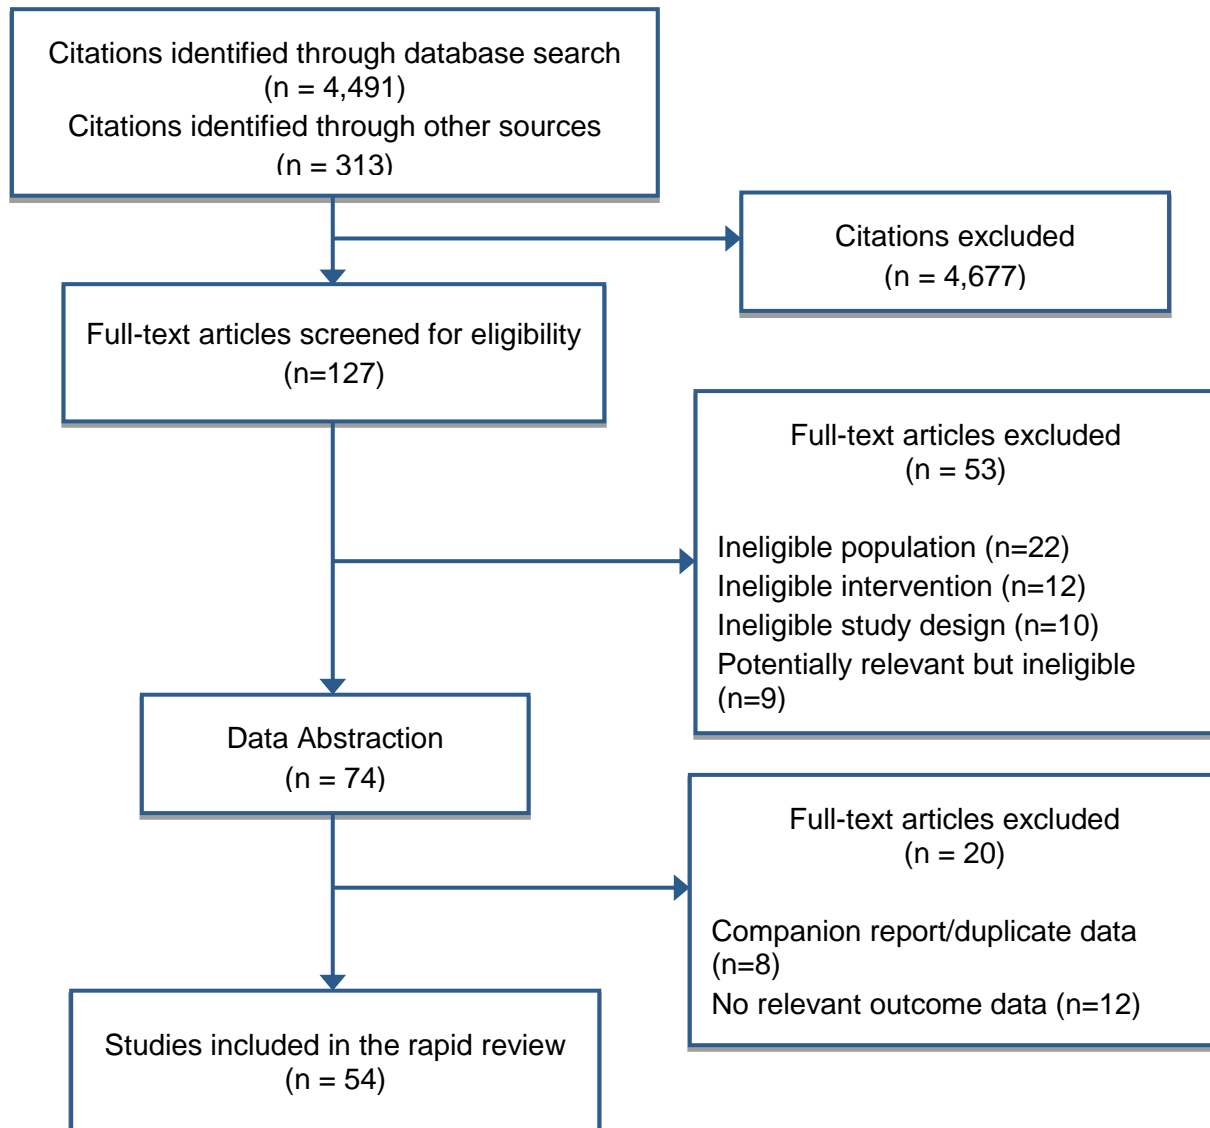 Citations identified through database search
(n = 4,491)
Citations identified through other sources
(n = 313)
Citations excluded
(n = 4,677)
Full-text articles screened for eligibility
(n=127)
Full-text articles excluded
(n = 53)
Ineligible population (n=22)
Ineligible intervention (n=12)
Ineligible study design (n=10)
Potentially relevant but ineligible
(n=9)
Data Abstraction
(n = 74)
Full-text articles excluded
(n = 20)
Companion report/duplicate data
(n=8)
No relevant outcome data (n=12)
Studies included in the rapid review
(n = 54)